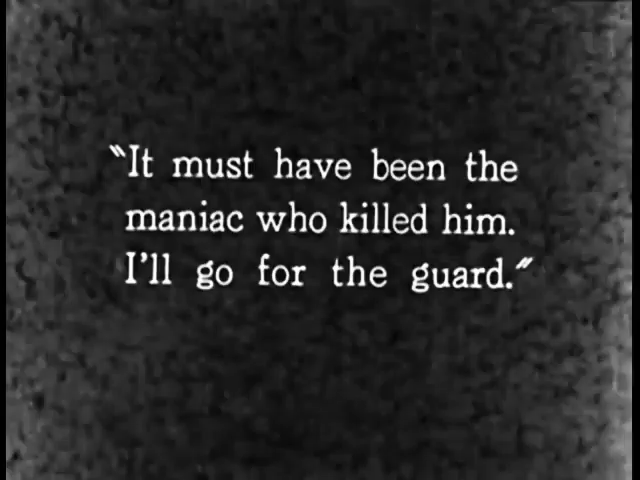 "It must have been the
maniac who killed him.
I'll go for the guard."